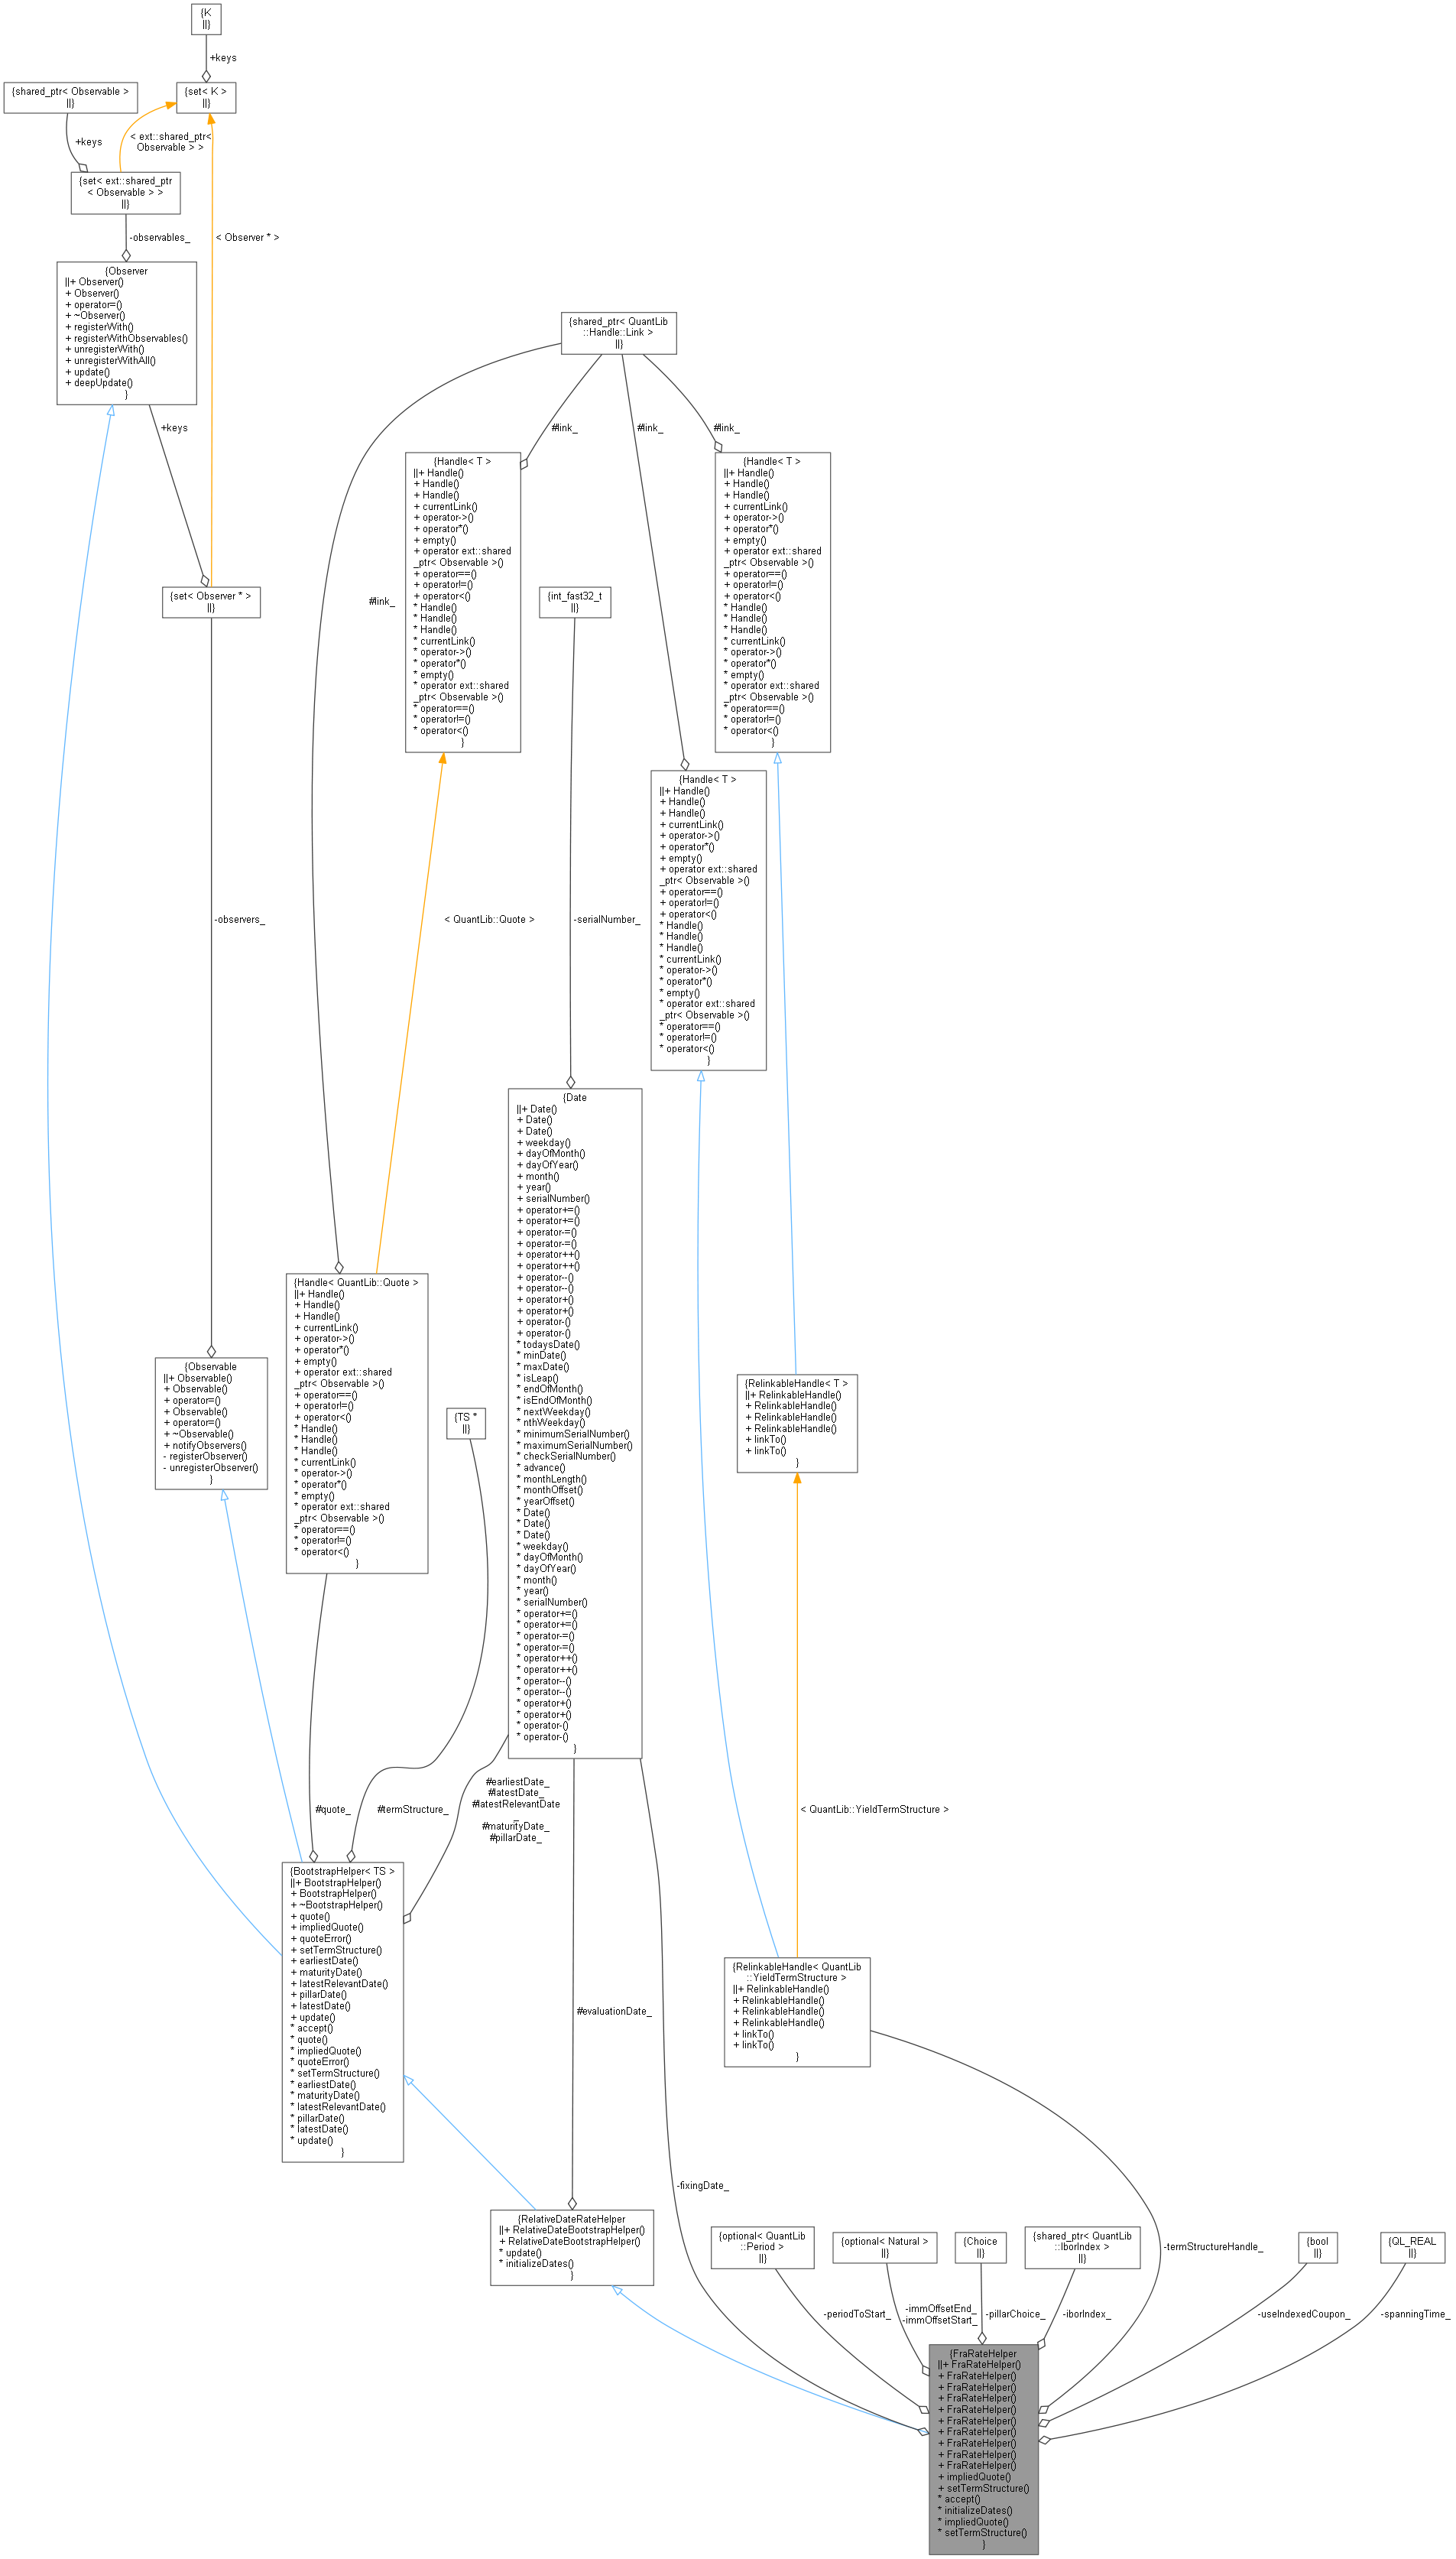 {K
||}
+keys
{shared_ptr< Observable >
||}
{set< K >
||}
+keys
< ext::shared_ptr<
Observable > >
{set< ext::shared_ptr
< Observable > >
||}
-observables_
< Observer * >
{Observer
||+ Observer()
+ Observer()
+ operator=()
+ ~Observer()
+ registerWith()
+ registerWithObservables()
+ unregisterWith()
+ unregisterWithAll()
+ update()
+ deepUpdate()
}
+keys
{set< Observer * >
||}
-observers_
{shared_ptr< QuantLib
::Handle::Link >
||}
#link_
#link_
#link_
#link_
{Handle< T >
||+ Handle()
+ Handle()
+ Handle()
+ currentLink()
+ operator->()
+ operator*()
+ empty()
+ operator ext::shared
_ptr< Observable >()
+ operator==()
+ operator!=()
+ operator<()
* Handle()
* Handle()
* Handle()
* currentLink()
* operator->()
* operator*()
* empty()
* operator ext::shared
_ptr< Observable >()
* operator==()
* operator!=()
* operator<()
}
{Handle< T >
||+ Handle()
+ Handle()
+ Handle()
+ currentLink()
+ operator->()
+ operator*()
+ empty()
+ operator ext::shared
_ptr< Observable >()
+ operator==()
+ operator!=()
+ operator<()
* Handle()
* Handle()
* Handle()
* currentLink()
* operator->()
* operator*()
* empty()
* operator ext::shared
_ptr< Observable >()
* operator==()
* operator!=()
* operator<()
}
{int_fast32_t
||}
-serialNumber_
{Handle< T >
||+ Handle()
+ Handle()
+ Handle()
+ currentLink()
+ operator->()
+ operator*()
+ empty()
+ operator ext::shared
_ptr< Observable >()
+ operator==()
+ operator!=()
+ operator<()
* Handle()
* Handle()
* Handle()
* currentLink()
* operator->()
* operator*()
* empty()
* operator ext::shared
_ptr< Observable >()
* operator==()
* operator!=()
* operator<()
}
< QuantLib::Quote >
{Date
||+ Date()
+ Date()
+ Date()
+ weekday()
+ dayOfMonth()
+ dayOfYear()
+ month()
+ year()
+ serialNumber()
+ operator+=()
+ operator+=()
+ operator-=()
+ operator-=()
+ operator++()
+ operator++()
+ operator--()
+ operator--()
+ operator+()
+ operator+()
+ operator-()
+ operator-()
* todaysDate()
* minDate()
* maxDate()
* isLeap()
* endOfMonth()
* isEndOfMonth()
* nextWeekday()
* nthWeekday()
* minimumSerialNumber()
* maximumSerialNumber()
* checkSerialNumber()
* advance()
* monthLength()
* monthOffset()
* yearOffset()
* Date()
* Date()
* Date()
* weekday()
* dayOfMonth()
* dayOfYear()
* month()
* year()
* serialNumber()
* operator+=()
* operator+=()
* operator-=()
* operator-=()
* operator++()
* operator++()
* operator--()
* operator--()
* operator+()
* operator+()
* operator-()
* operator-()
}
{Handle< QuantLib::Quote >
||+ Handle()
+ Handle()
+ Handle()
+ currentLink()
+ operator->()
+ operator*()
+ empty()
+ operator ext::shared
_ptr< Observable >()
+ operator==()
+ operator!=()
+ operator<()
* Handle()
* Handle()
* Handle()
* currentLink()
* operator->()
* operator*()
* empty()
* operator ext::shared
_ptr< Observable >()
* operator==()
* operator!=()
* operator<()
}
{Observable
||+ Observable()
+ Observable()
+ operator=()
+ Observable()
+ operator=()
+ ~Observable()
+ notifyObservers()
- registerObserver()
- unregisterObserver()
}
{TS *
||}
{RelinkableHandle< T >
||+ RelinkableHandle()
+ RelinkableHandle()
+ RelinkableHandle()
+ RelinkableHandle()
+ linkTo()
+ linkTo()
}
#quote_
#termStructure_
#earliestDate_
#latestDate_
#latestRelevantDate
_
#maturityDate_
#pillarDate_
< QuantLib::YieldTermStructure >
{BootstrapHelper< TS >
||+ BootstrapHelper()
+ BootstrapHelper()
+ ~BootstrapHelper()
+ quote()
+ impliedQuote()
+ quoteError()
+ setTermStructure()
+ earliestDate()
+ maturityDate()
+ latestRelevantDate()
+ pillarDate()
+ latestDate()
+ update()
* accept()
* quote()
* impliedQuote()
* quoteError()
* setTermStructure()
* earliestDate()
* maturityDate()
* latestRelevantDate()
* pillarDate()
* latestDate()
* update()
}
#evaluationDate_
{RelinkableHandle< QuantLib
::YieldTermStructure >
||+ RelinkableHandle()
+ RelinkableHandle()
+ RelinkableHandle()
+ RelinkableHandle()
+ linkTo()
+ linkTo()
}
-fixingDate_
-termStructureHandle_
{RelativeDateRateHelper
||+ RelativeDateBootstrapHelper()
+ RelativeDateBootstrapHelper()
* update()
* initializeDates()
}
{optional< QuantLib
::Period >
||}
{optional< Natural >
||}
{Choice
||}
{shared_ptr< QuantLib
::IborIndex >
||}
{bool
||}
{QL_REAL
||}
-periodToStart_
-immOffsetEnd_
-immOffsetStart_
-pillarChoice_
-iborIndex_
-useIndexedCoupon_
-spanningTime_
{FraRateHelper
||+ FraRateHelper()
+ FraRateHelper()
+ FraRateHelper()
+ FraRateHelper()
+ FraRateHelper()
+ FraRateHelper()
+ FraRateHelper()
+ FraRateHelper()
+ FraRateHelper()
+ FraRateHelper()
+ impliedQuote()
+ setTermStructure()
* accept()
* initializeDates()
* impliedQuote()
* setTermStructure()
}